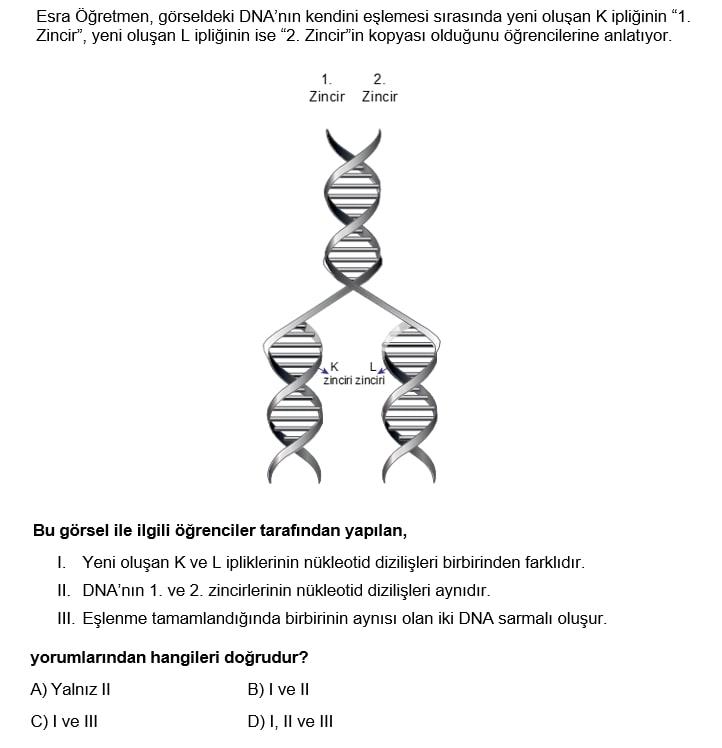 Esra Öğretmen, görseldeki DNA’nın kendini eşlemesi sırasında yeni oluşan K ipliğinin “1.
Zincir”, yeni oluşan L ipliğinin ise “2. Zincir”in kopyası olduğunu öğrencilerine anlatıyor.
1. 2.
Zincir Zincir
K L
zinciri zinciri
Bu görsel ile ilgili öğrenciler tarafından yapılan,
I. Yeni oluşan K ve L ipliklerinin nükleotid dizilişleri birbirinden farklıdır.
II. DNA’nın 1. ve 2. zincirlerinin nükleotid dizilişleri aynıdır.
III. Eşlenme tamamlandığında birbirinin aynısı olan iki DNA sarmalı oluşur.
yorumlarından hangileri doğrudur?
A) Yalnız II B) I ve II
C) I ve III D) I, II ve III